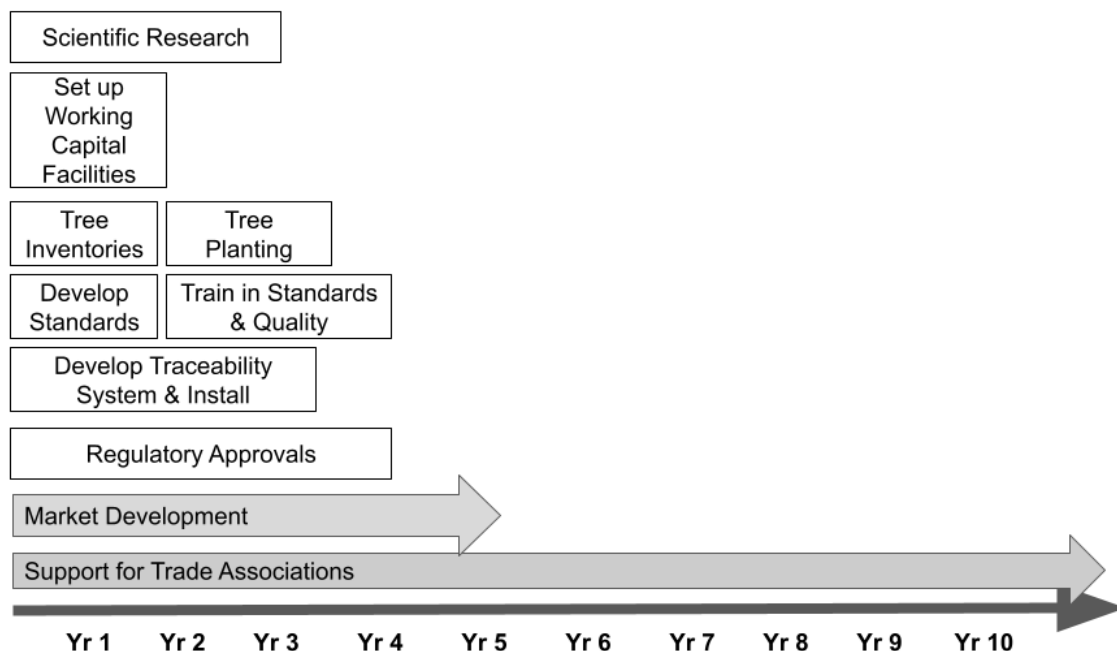 Scientific Research
Set up
Working
Capital
Facilities
Tree
Inventories
Tree
Planting
Develop
Standards
Train in Standards
& Quality
Develop Traceability
System & Install
Regulatory Approvals
Market Development
Support for Trade Associations
Yr 1 Yr 2 Yr 3 Yr 4 Yr 5 Yr 6 Yr 7 Yr 8 Yr 9 Yr 10